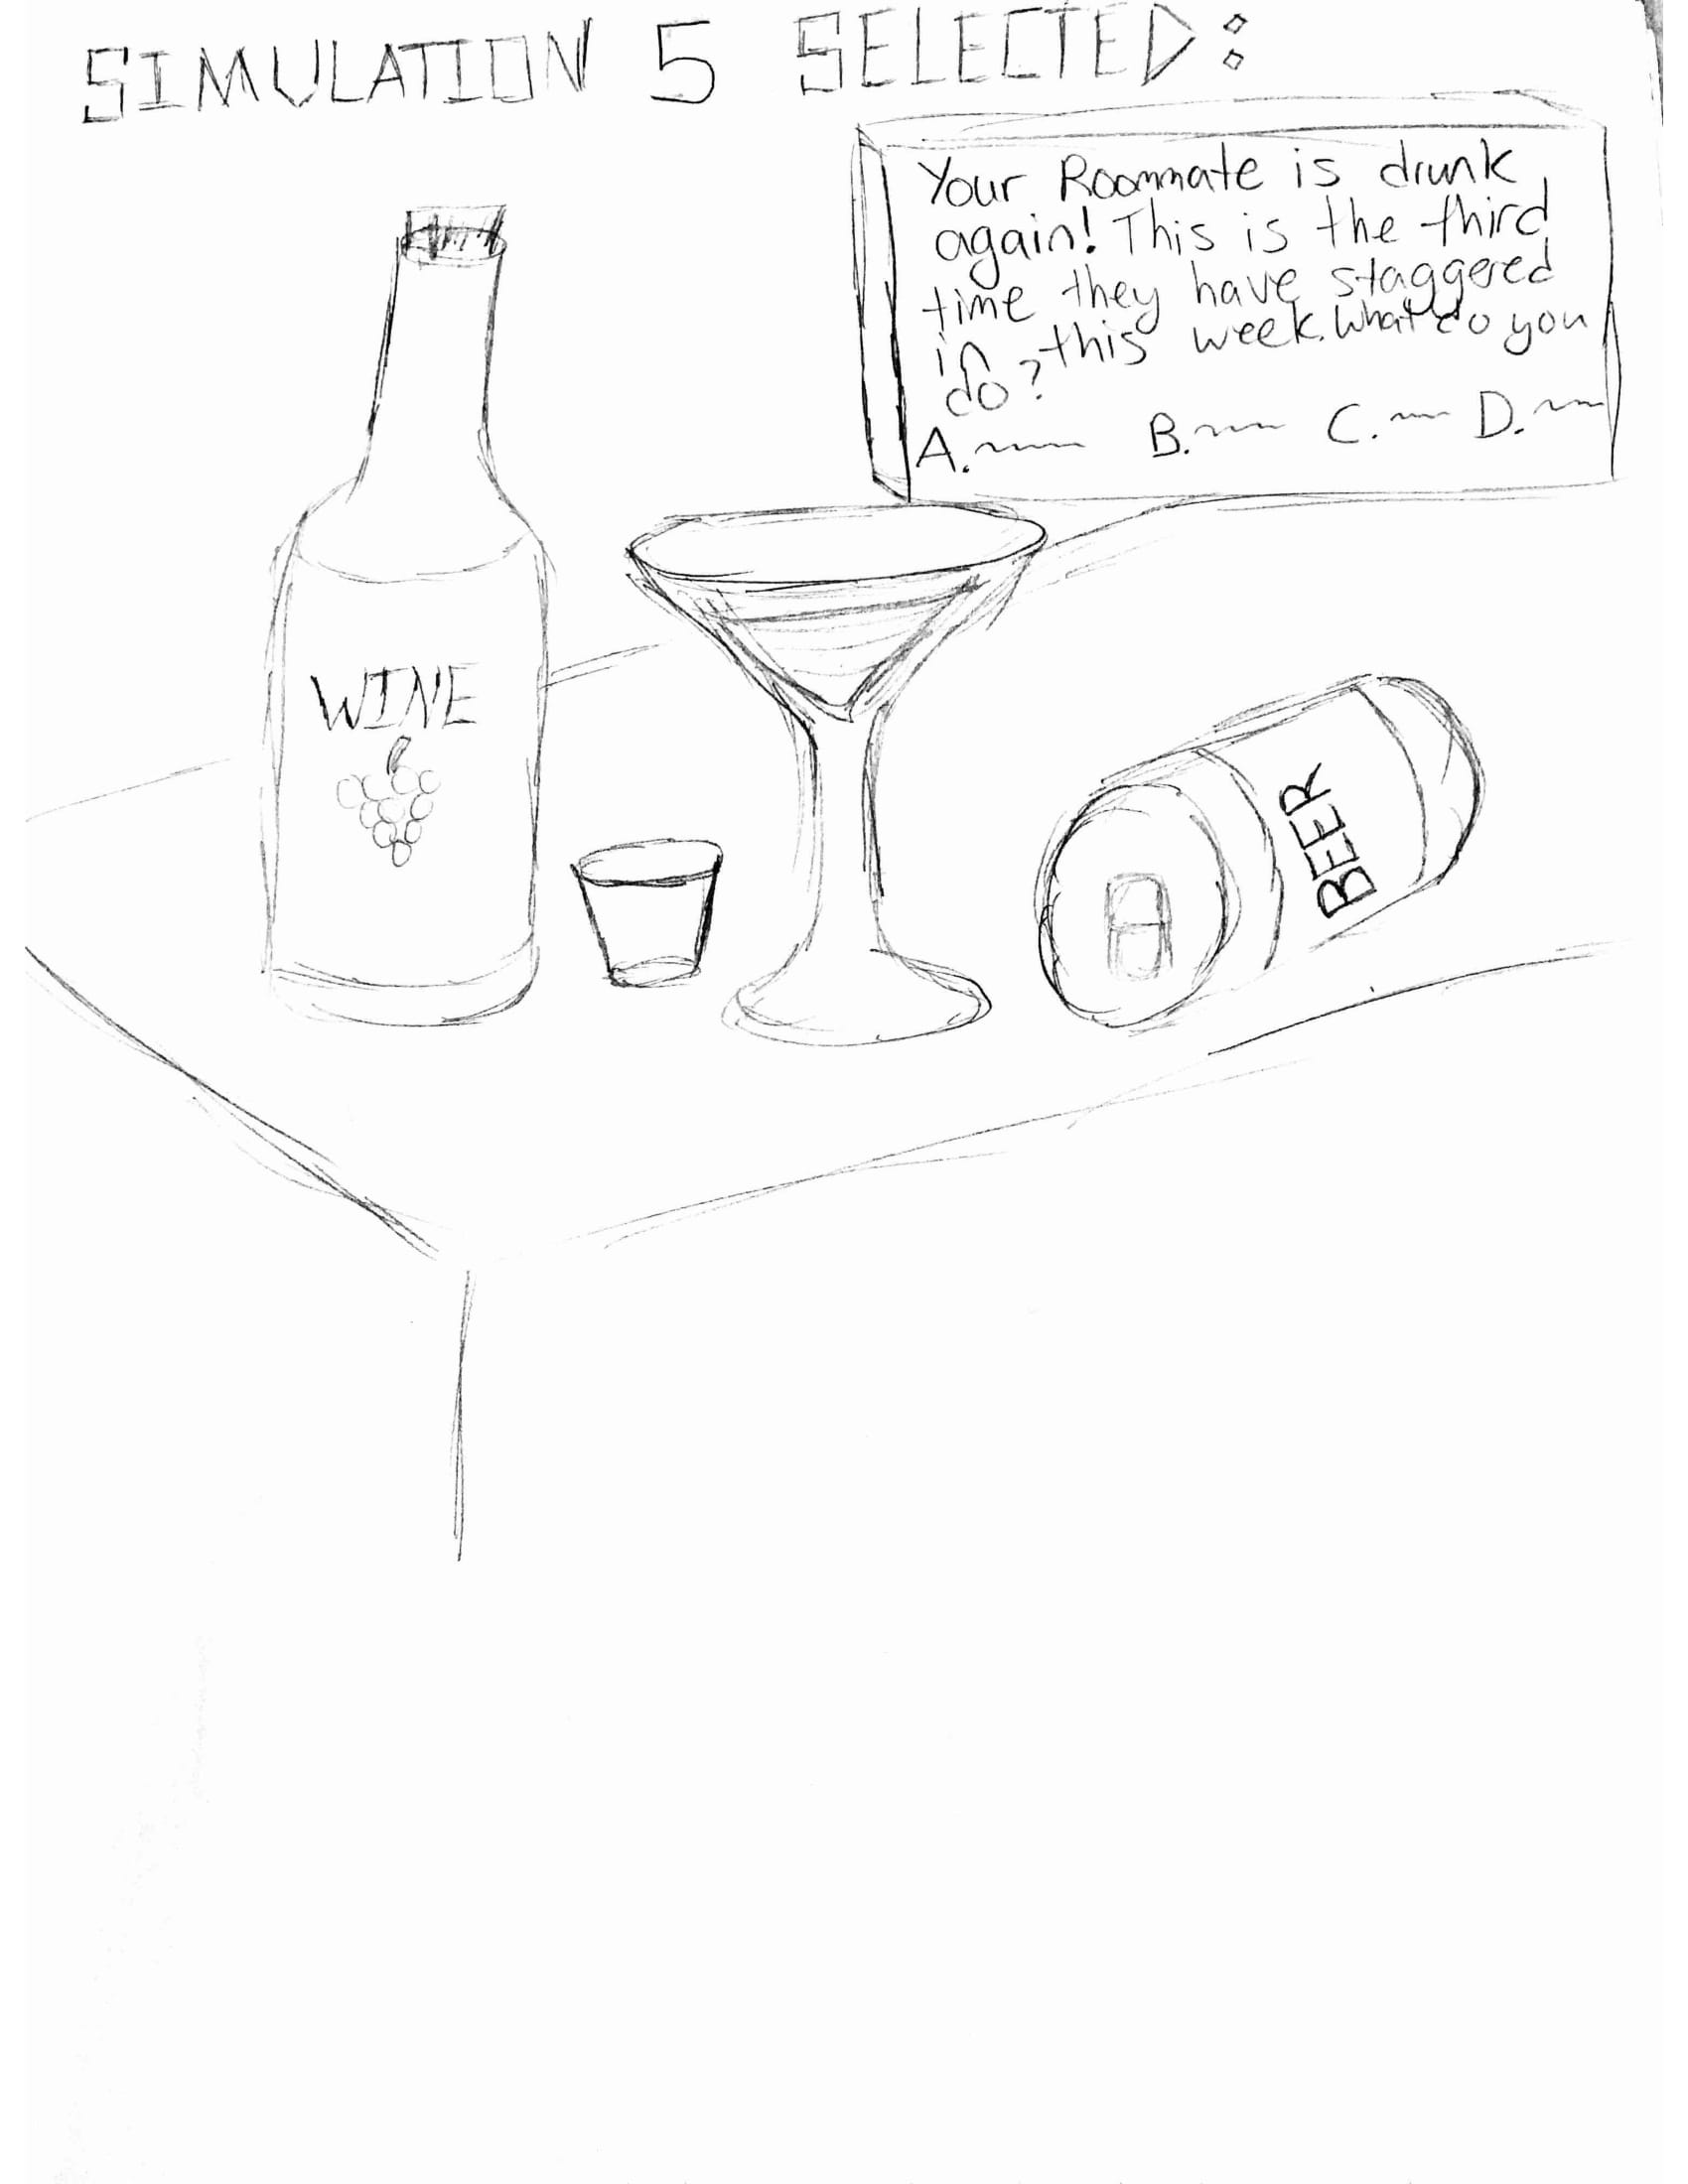 SIMULATION 5 SELECTED:
Your Roommate is drunk
again! This is the third
time they have staggered
in this week. What do you
do?
A. B. C. D.
WINE
BEER